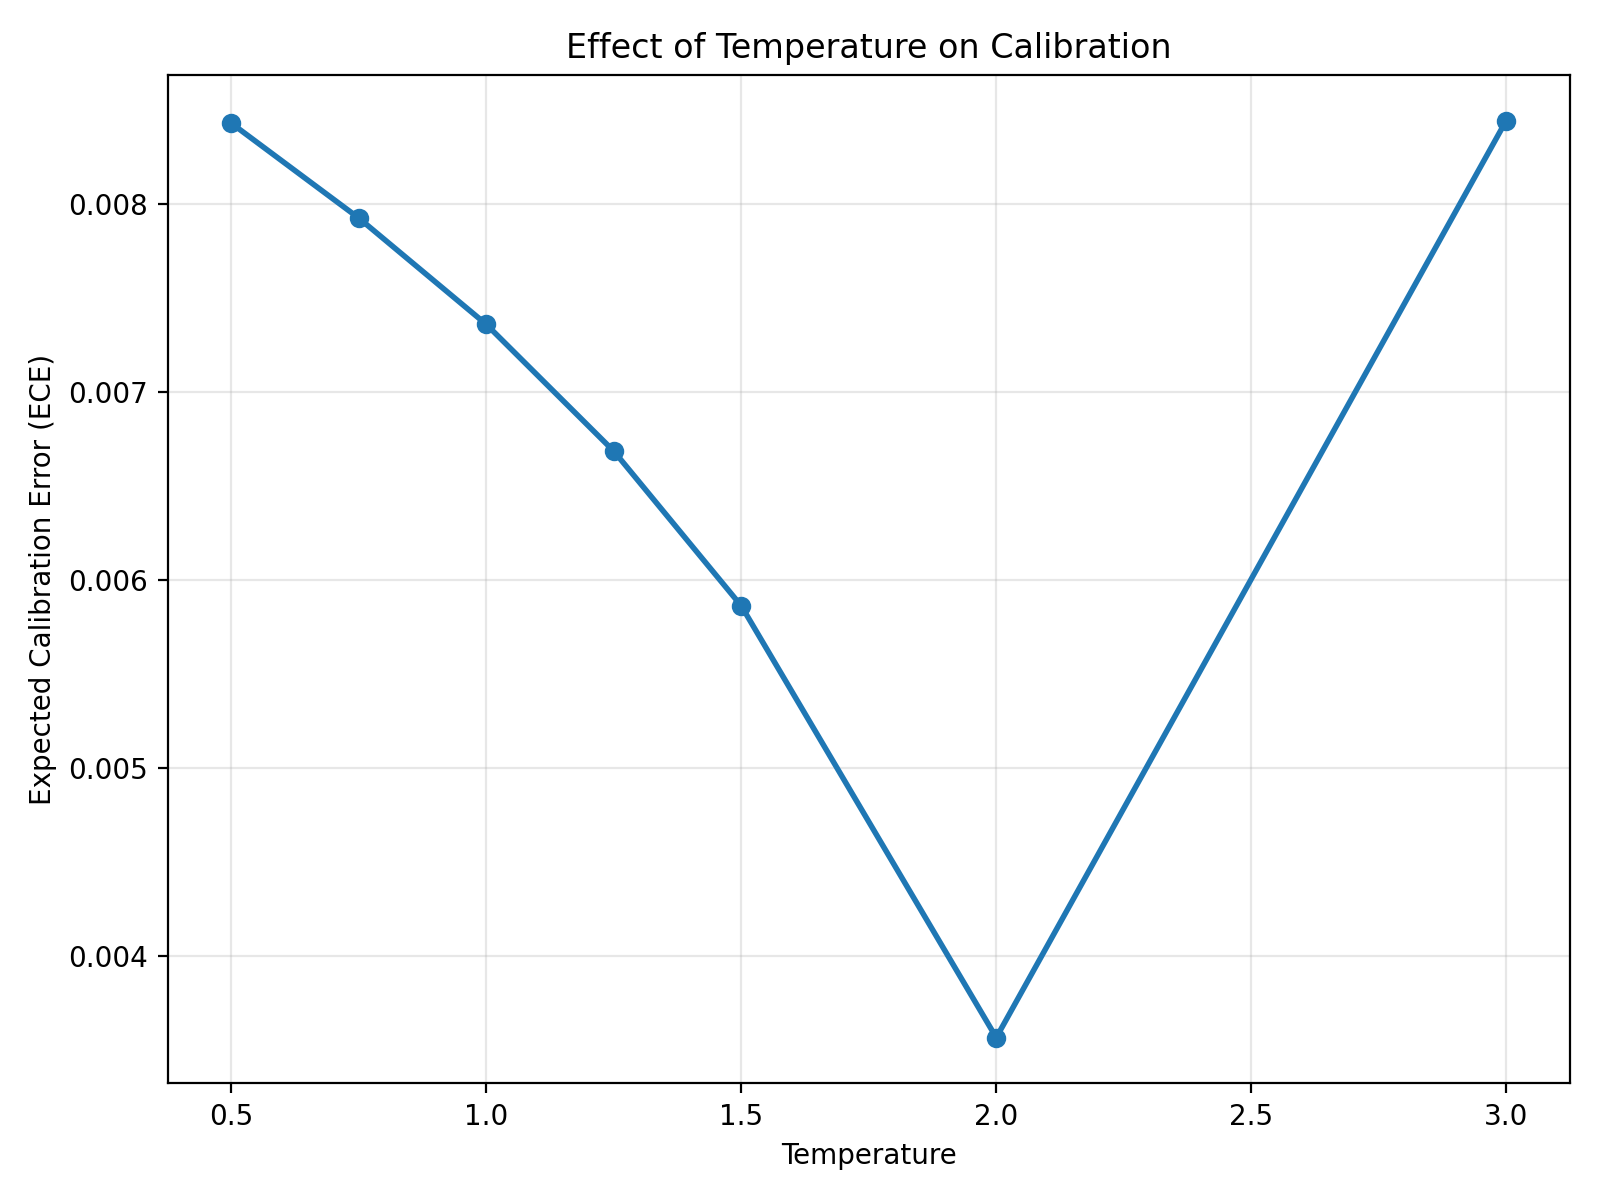 Effect of Temperature on Calibration
Expected Calibration Error (ECE)
0.008
0.007
0.006
0.005
0.004
0.5 1.0 1.5 2.0 2.5 3.0
Temperature